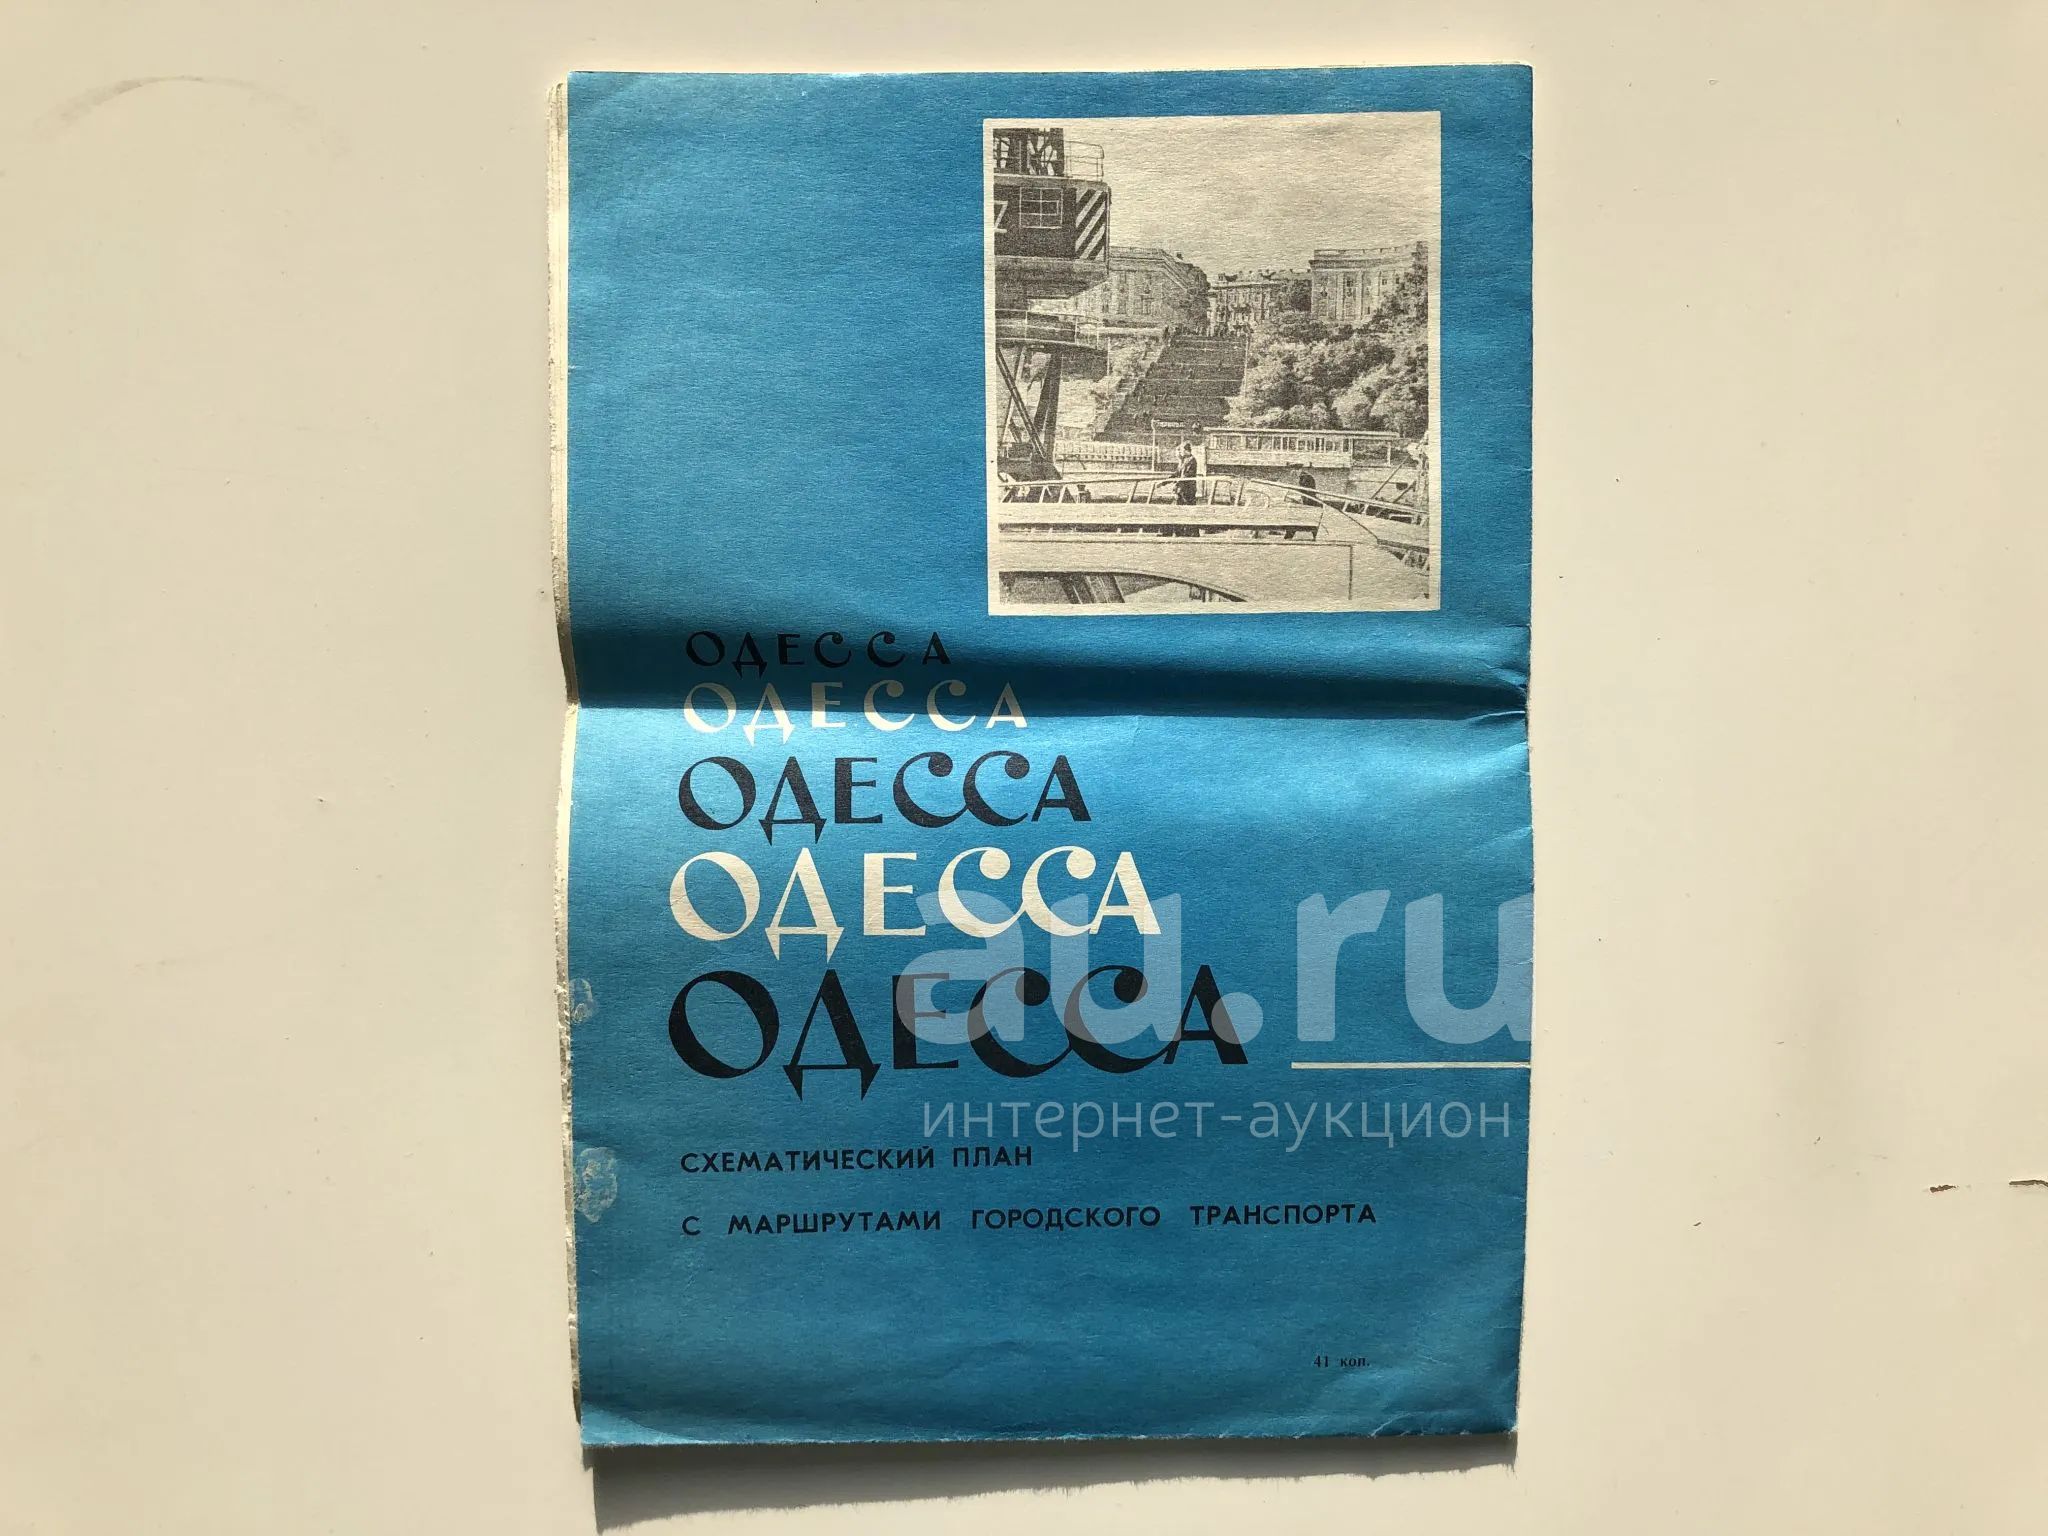 ОДЕССА
ОДЕССА
ОДЕССА
ОДЕССА
ОДЕССА
au.ru
интернет-аукцион
СХЕМАТИЧЕСКИЙ ПЛАН
С МАРШРУТАМИ ГОРОДСКОГО ТРАНСПОРТА
41 коп.